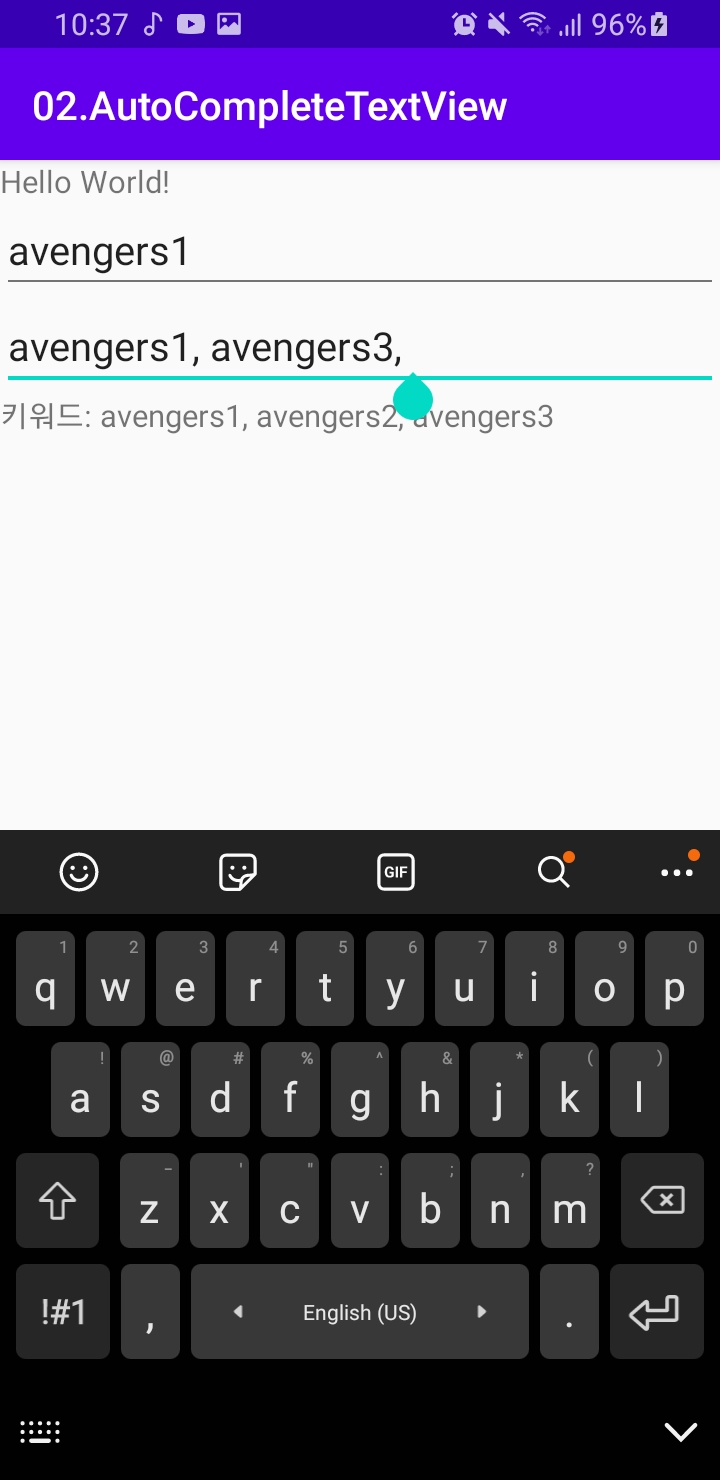 10:37 96%
02.AutoCompleteTextView
Hello World!
avengers1
avengers1, avengers3,
키워드: avengers1, avengers2, avengers3
GIF
1 2 3 4 5 6 7 8 9 0
q w e r t y u i o p
! @ # % ^ & * ( )
a s d f g h j k l
- ' " : ; , ?
z x c v b n m
!#1 , English (US) .